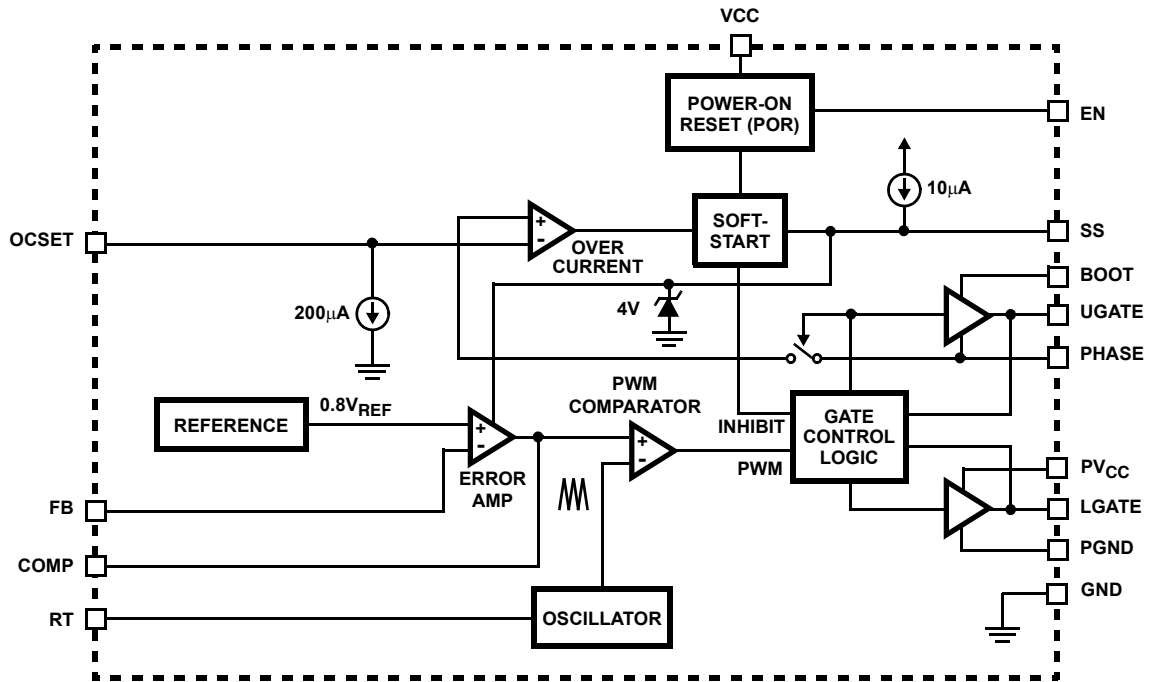 VCC
POWER-ON
RESET (POR)
EN
10µA
OCSET
+
-
OVER
CURRENT
SOFT-
START
SS
BOOT
200µA
4V
UGATE
PHASE
PWM
COMPARATOR
REFERENCE
0.8VREF
+
-
ERROR
AMP
+
-
INHIBIT
PWM
GATE
CONTROL
LOGIC
PVCC
LGATE
PGND
FB
COMP
GND
RT
OSCILLATOR